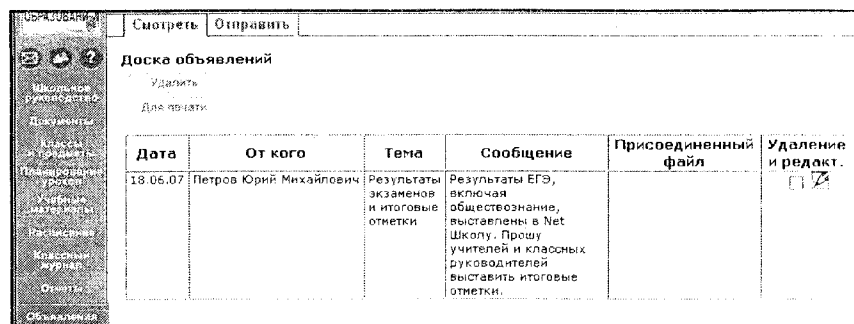 ОБРАЗОВАНИ
Смотреть Отправить
Доска объявлений
Удалить
Для печати
Школьное
руководство
Документы
Классы
и предметы
Планирование
уроков
Учебные
материалы
Расписание
Классный
журнал
Отчеты
Объявления
Дата От кого Тема Сообщение Присоединенный файл Удаление и редакт.
18.06.07 Петров Юрий Михайлович
Результаты
экзаменов
и итоговые
отметки
Результаты ЕГЭ,
включая
обществознание,
выставлены в Net
Школу. Прошу
учителей и классных
руководителей
выставить итоговые
отметки.